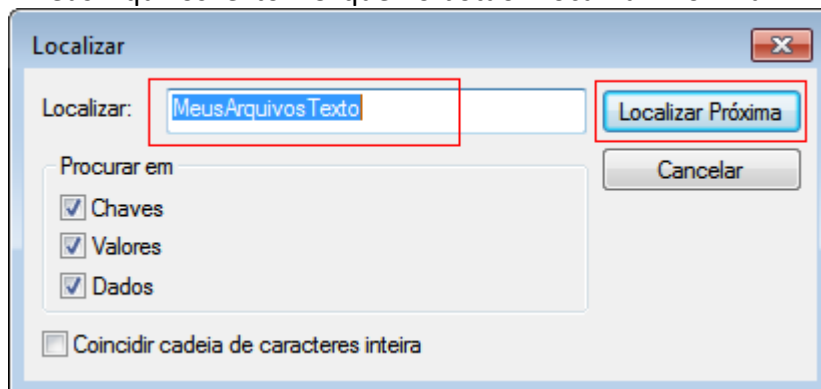 Localizar
Localizar: MeusArquivosTexto Localizar Próxima
Procurar em Cancelar
Chaves
Valores
Dados
Coincidir cadeia de caracteres inteira